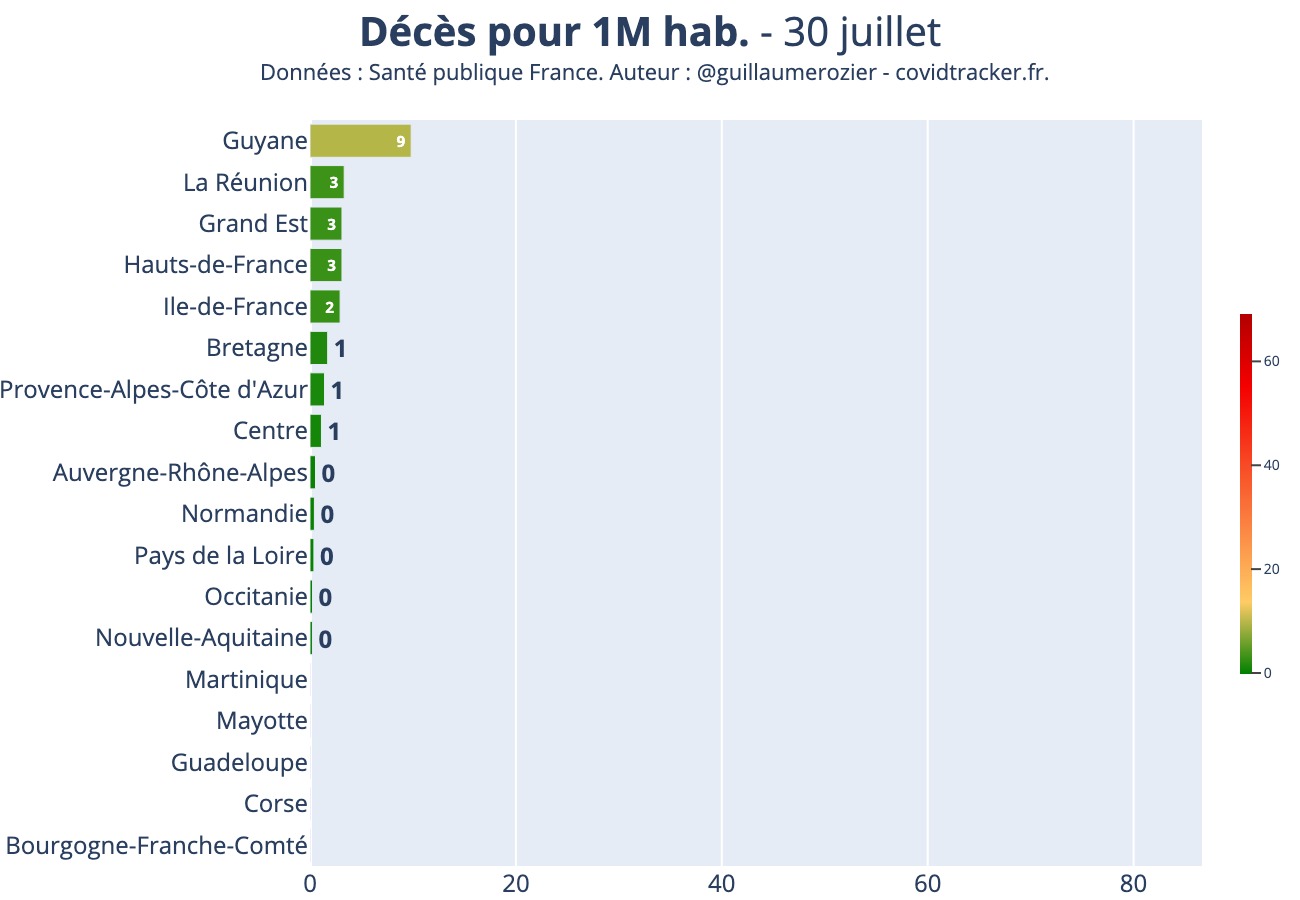 Décès pour 1M hab. - 30 juillet
Données : Santé publique France. Auteur : @guillaumerozier - covidtracker.fr.
Guyane 9
La Réunion 3
Grand Est 3
Hauts-de-France 3
Ile-de-France 2
Bretagne 1
Provence-Alpes-Côte d'Azur 1
Centre 1
Auvergne-Rhône-Alpes 0
Normandie 0
Pays de la Loire 0
Occitanie 0
Nouvelle-Aquitaine 0
Martinique
Mayotte
Guadeloupe
Corse
Bourgogne-Franche-Comté
0 20 40 60 80
60
40
20
0